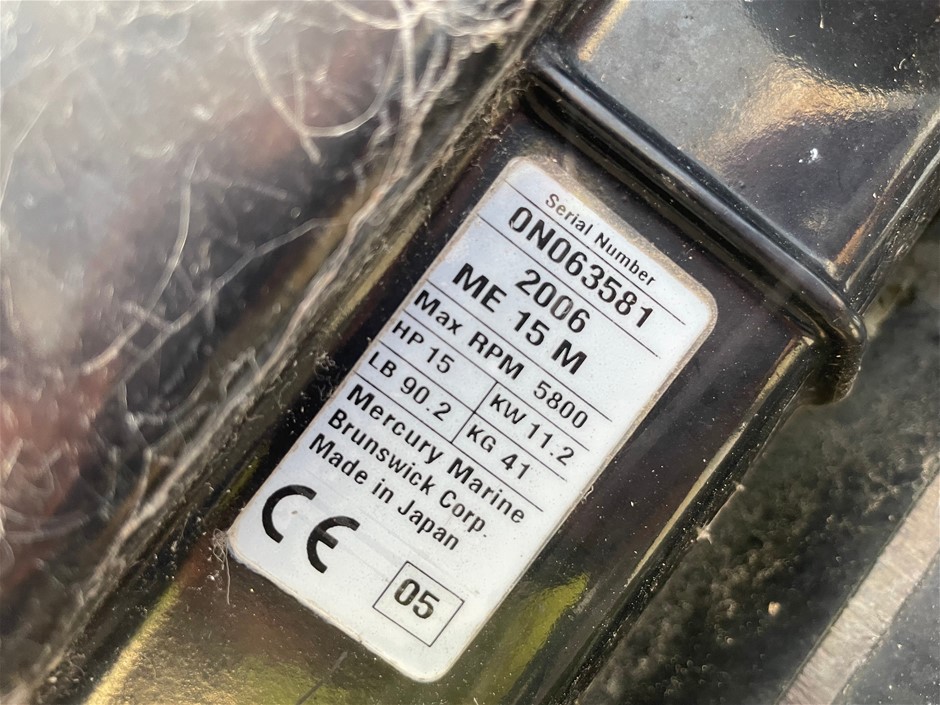 Serial Number
0N063581
2006
ME 15 M
Max RPM 5800
HP 15 KW 11.2
LB 90.2 KG 41
Mercury Marine
Brunswick Corp.
Made in Japan
CE
05